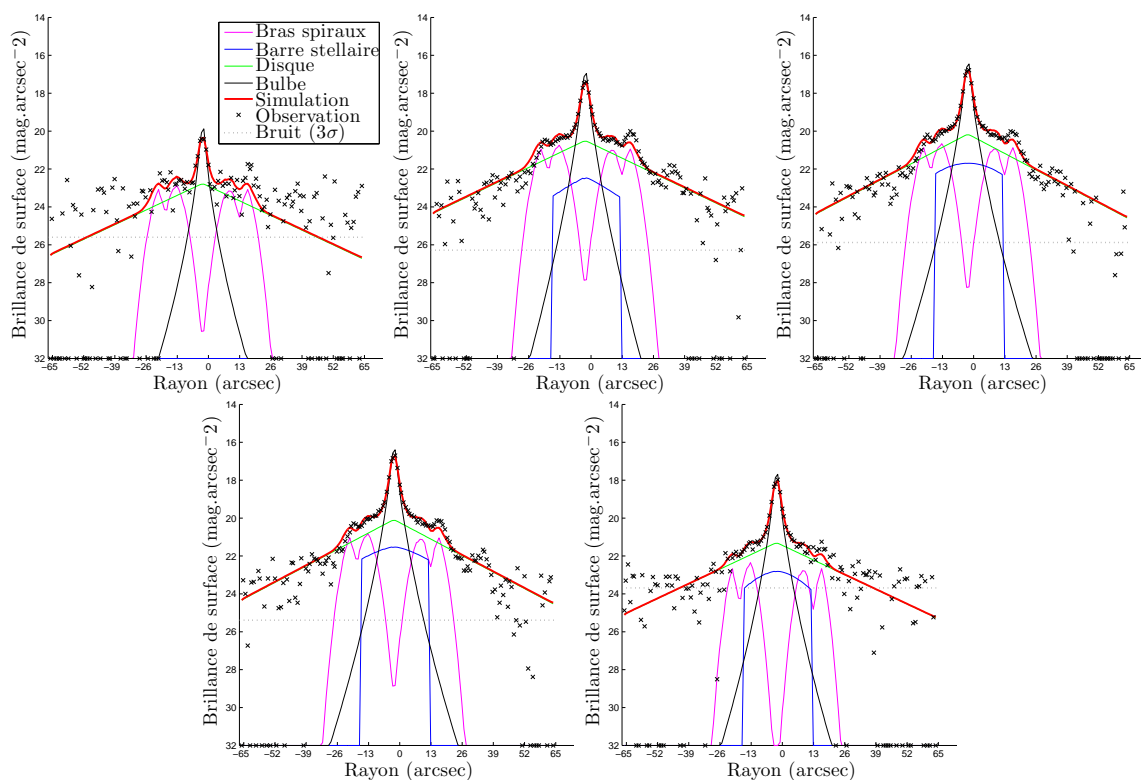 Bras spiraux
Barre stellaire
Disque
Bulbe
Simulation
Observation
Bruit (3σ)
Brillance de surface (mag.arcsec−2)
14
16
18
20
22
24
26
28
30
32
−65 −52 −39 −26 −13 0 13 26 39 52 65
Rayon (arcsec)
Brillance de surface (mag.arcsec−2)
14
16
18
20
22
24
26
28
30
32
−65 −52 −39 −26 −13 0 13 26 39 52 65
Rayon (arcsec)
Brillance de surface (mag.arcsec−2)
14
16
18
20
22
24
26
28
30
32
−65 −52 −39 −26 −13 0 13 26 39 52 65
Rayon (arcsec)
Brillance de surface (mag.arcsec−2)
14
16
18
20
22
24
26
28
30
32
−65 −52 −39 −26 −13 0 13 26 39 52 65
Rayon (arcsec)
Brillance de surface (mag.arcsec−2)
14
16
18
20
22
24
26
28
30
32
−65 −52 −39 −26 −13 0 13 26 39 52 65
Rayon (arcsec)